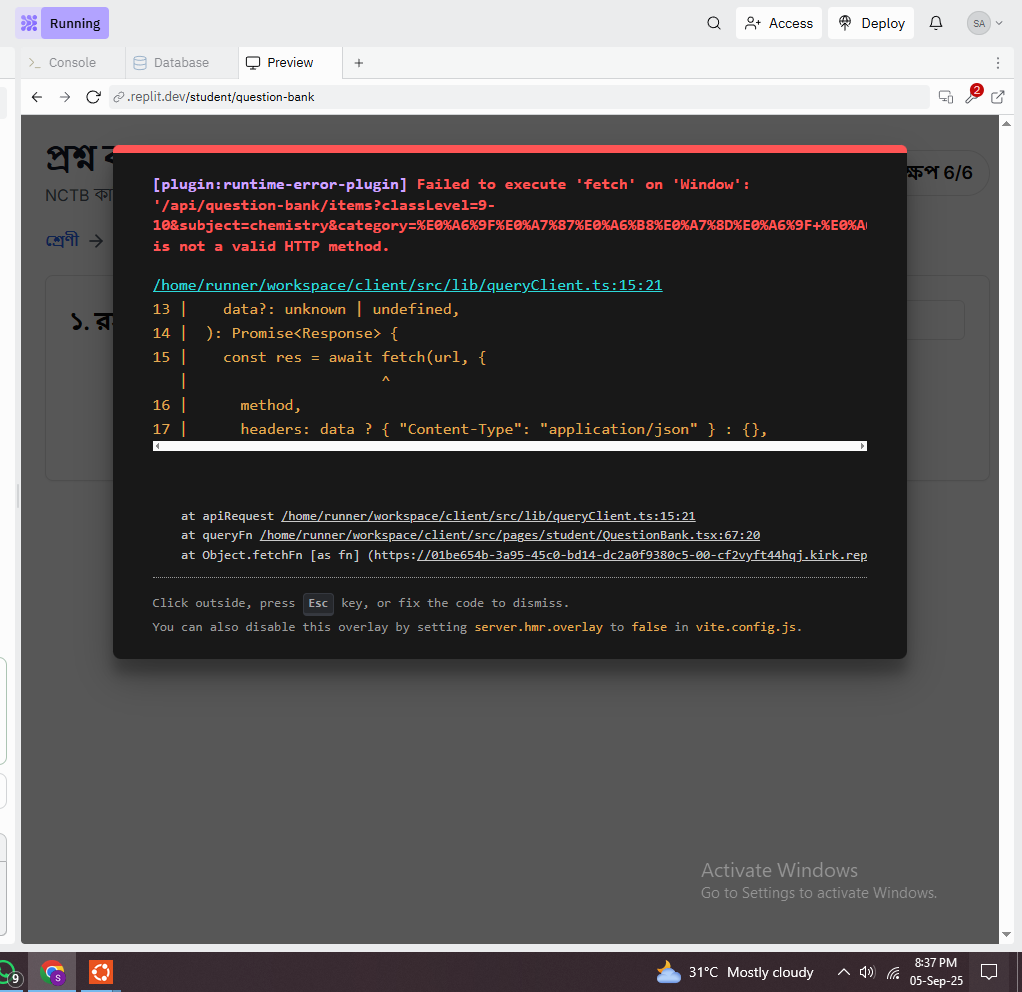 Running
Access
Deploy
SA
>_ Console
Database
Preview
+
.replit.dev/student/question-bank
2
প্রশ্ন
NCTB
ক্ষেপ 6/6
শ্রেণী →
১.
[plugin:runtime-error-plugin] Failed to execute 'fetch' on 'Window':
'/api/question-bank/items?classLevel=9-
10&subject=chemistry&category=%E0%A6%9F%E0%A7%87%E0%A6%B8%E0%A7%8D%E0%A6%9F+%E0%A
is not a valid HTTP method.
/home/runner/workspace/client/src/lib/queryClient.ts:15:21
13 | data?: unknown | undefined,
14 | ): Promise<Response> {
15 | const res = await fetch(url, {
| ^
16 | method,
17 | headers: data ? { "Content-Type": "application/json" } : {},
at apiRequest /home/runner/workspace/client/src/lib/queryClient.ts:15:21
at queryFn /home/runner/workspace/client/src/pages/student/QuestionBank.tsx:67:20
at Object.fetchFn [as fn] (https://01be654b-3a95-45c0-bd14-dc2a0f9380c5-00-cf2vyft44hqj.kirk.rep
Click outside, press Esc key, or fix the code to dismiss.
You can also disable this overlay by setting server.hmr.overlay to false in vite.config.js.
Activate Windows
Go to Settings to activate Windows.
9
S
31°C Mostly cloudy
8:37 PM
05-Sep-25